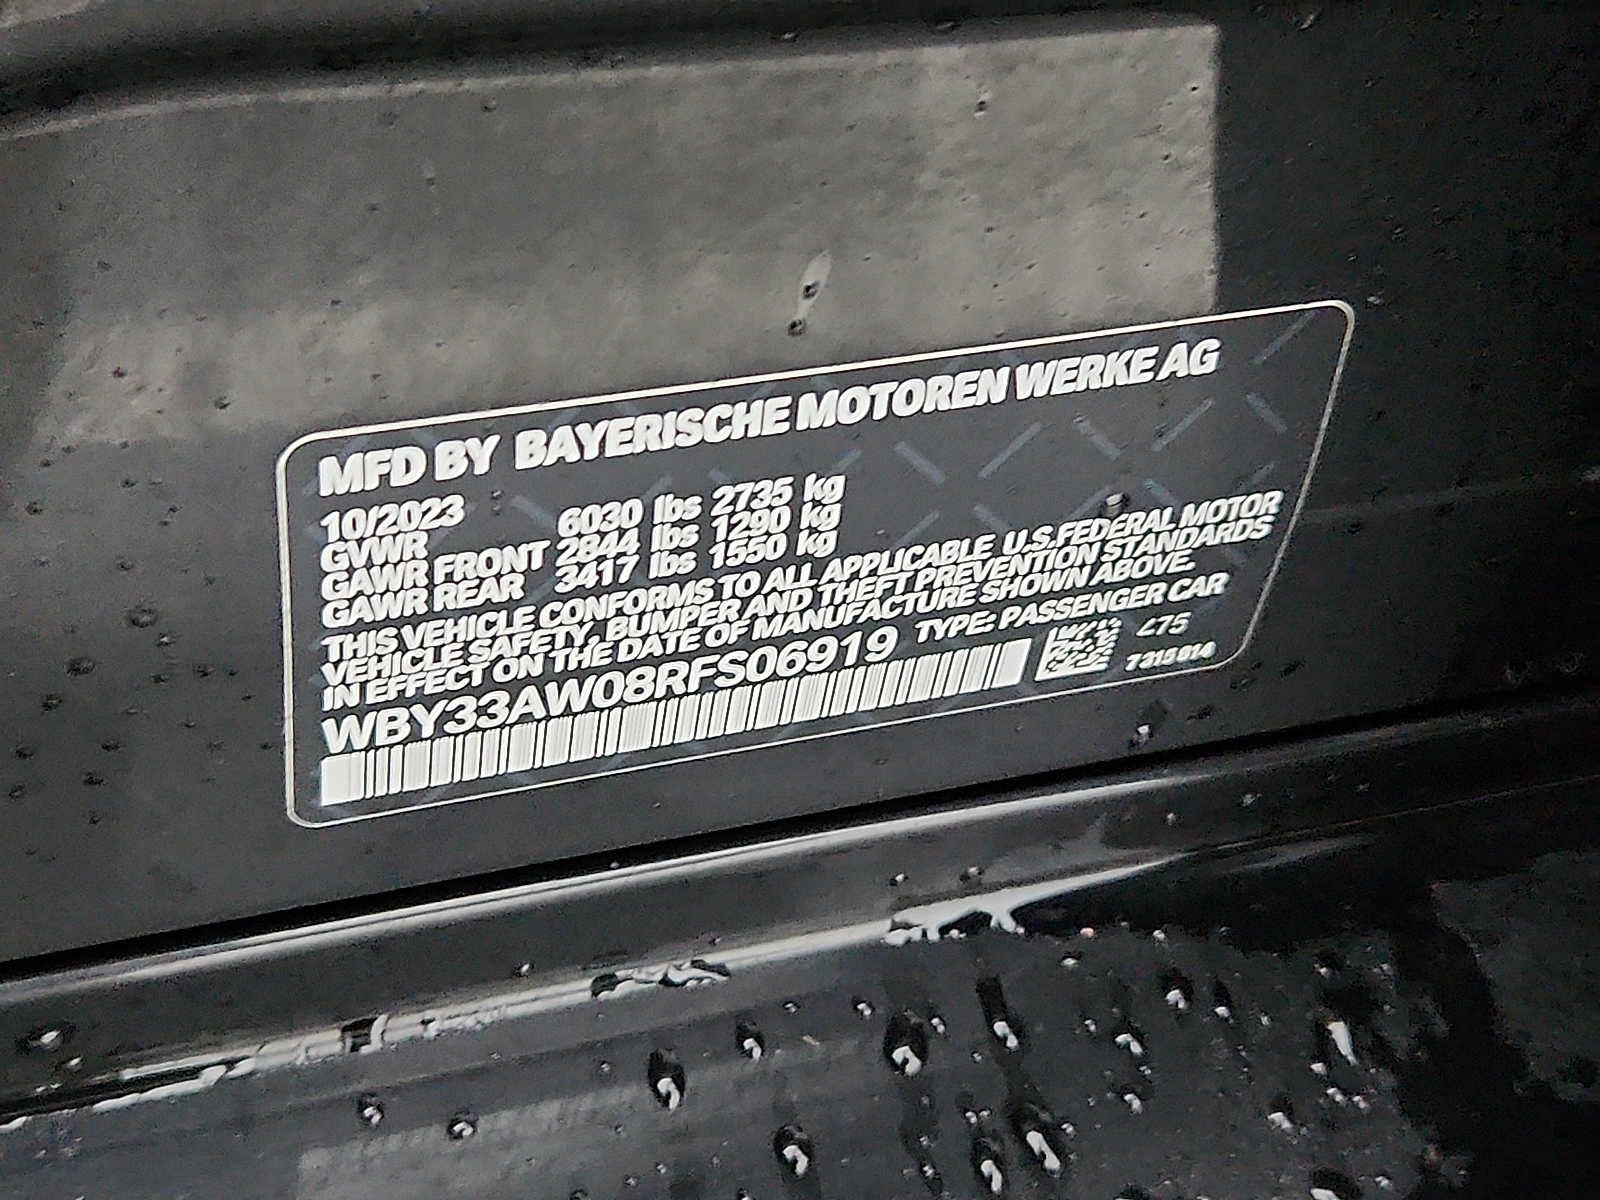 MFD BY BAYERISCHE MOTOREN WERKE AG
10/2023
GVWR 6030 lbs 2735 kg
GAWR FRONT 2844 lbs 1290 kg
GAWR REAR 3417 lbs 1550 kg
THIS VEHICLE CONFORMS TO ALL APPLICABLE U.S.FEDERAL MOTOR
VEHICLE SAFETY, BUMPER AND THEFT PREVENTION STANDARDS
IN EFFECT ON THE DATE OF MANUFACTURE SHOWN ABOVE.
WBY33AW08RFS06919 TYPE: PASSENGER CAR
475